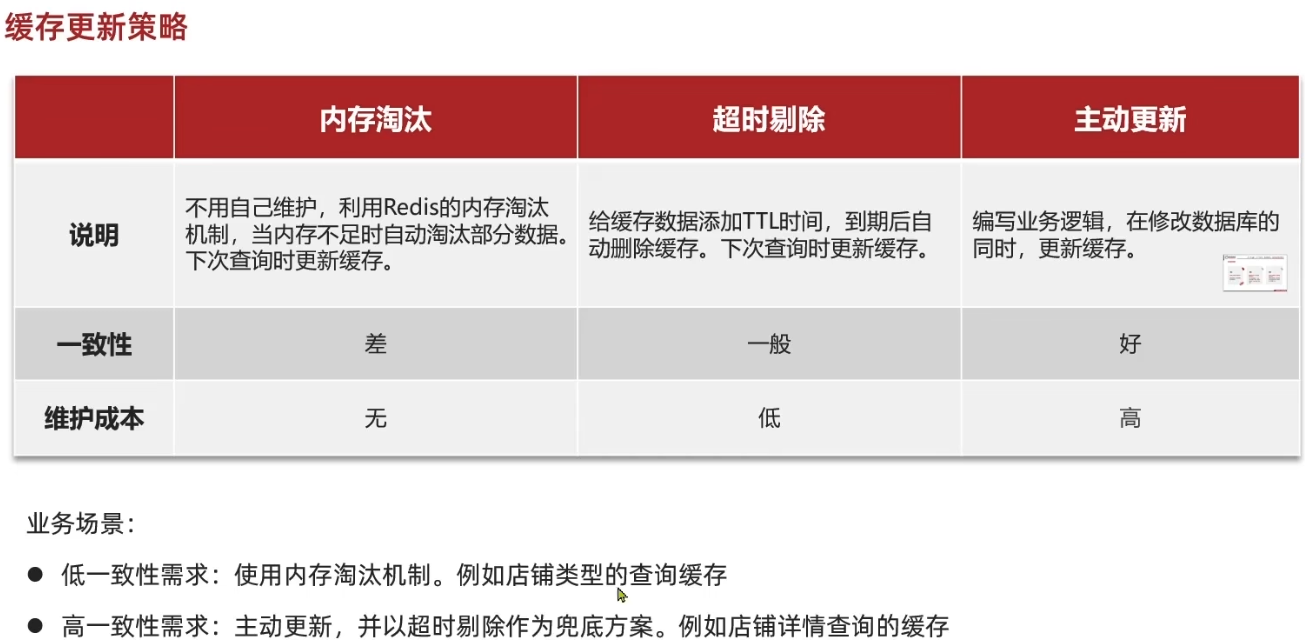 缓存更新策略
内存淘汰 超时剔除 主动更新
说明
不用自己维护，利用Redis的内存淘汰
机制，当内存不足时自动淘汰部分数据。
下次查询时更新缓存。
给缓存数据添加TTL时间，到期后自
动删除缓存。下次查询时更新缓存。
编写业务逻辑，在修改数据库的
同时，更新缓存。
一致性 差 一般 好
维护成本 无 低 高
业务场景：
● 低一致性需求：使用内存淘汰机制。例如店铺类型的查询缓存
● 高一致性需求：主动更新，并以超时剔除作为兜底方案。例如店铺详情查询的缓存